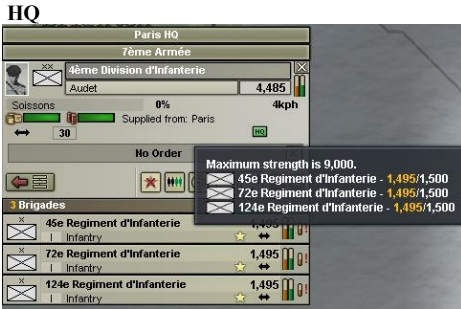 HQ
Paris HQ
7ème Armée
XX
4ème Division d'Infanterie
Audet 4,485
Soissons 0% 4kph
Supplied from: Paris
30 HQ
No Order
3 Brigades
X 45e Regiment d'Infanterie 1,495
I Infantry
X 72e Regiment d'Infanterie 1,495
I Infantry
X 124e Regiment d'Infanterie 1,495
I Infantry
Maximum strength is 9,000.
45e Regiment d'Infanterie - 1,495/1,500
72e Regiment d'Infanterie - 1,495/1,500
124e Regiment d'Infanterie - 1,495/1,500